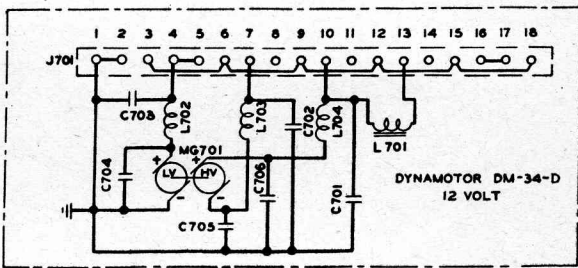 1 2 3 4 5 6 7 8 9 10 11 12 13 14 15 16 17 18
J701
C703
L702
L703
C702
L704
L701
MG701
C704
+ LV -
+ HV -
C706
C701
C705
DYNAMOTOR DM-34-D
12 VOLT